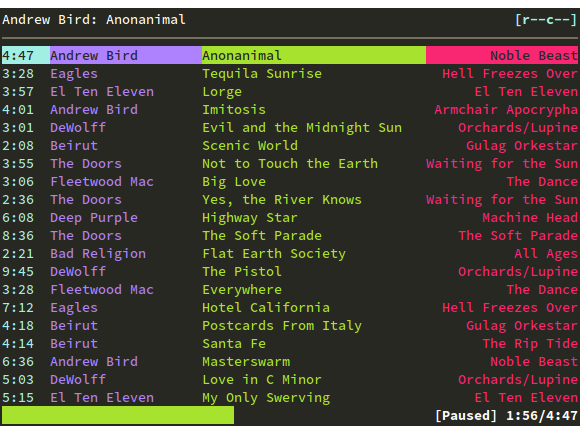 Andrew Bird: Anonanimal [r--c--]
4:47 Andrew Bird Anonanimal Noble Beast
3:28 Eagles Tequila Sunrise Hell Freezes Over
3:57 El Ten Eleven Lorge El Ten Eleven
4:01 Andrew Bird Imitosis Armchair Apocrypha
3:01 DeWolff Evil and the Midnight Sun Orchards/Lupine
2:08 Beirut Scenic World Gulag Orkestar
3:55 The Doors Not to Touch the Earth Waiting for the Sun
3:06 Fleetwood Mac Big Love The Dance
2:36 The Doors Yes, the River Knows Waiting for the Sun
6:08 Deep Purple Highway Star Machine Head
8:36 The Doors The Soft Parade The Soft Parade
2:21 Bad Religion Flat Earth Society All Ages
9:45 DeWolff The Pistol Orchards/Lupine
3:28 Fleetwood Mac Everywhere The Dance
7:12 Eagles Hotel California Hell Freezes Over
4:18 Beirut Postcards From Italy Gulag Orkestar
4:14 Beirut Santa Fe The Rip Tide
6:36 Andrew Bird Masterswarm Noble Beast
5:03 DeWolff Love in C Minor Orchards/Lupine
5:15 El Ten Eleven My Only Swerving El Ten Eleven
[Paused] 1:56/4:47